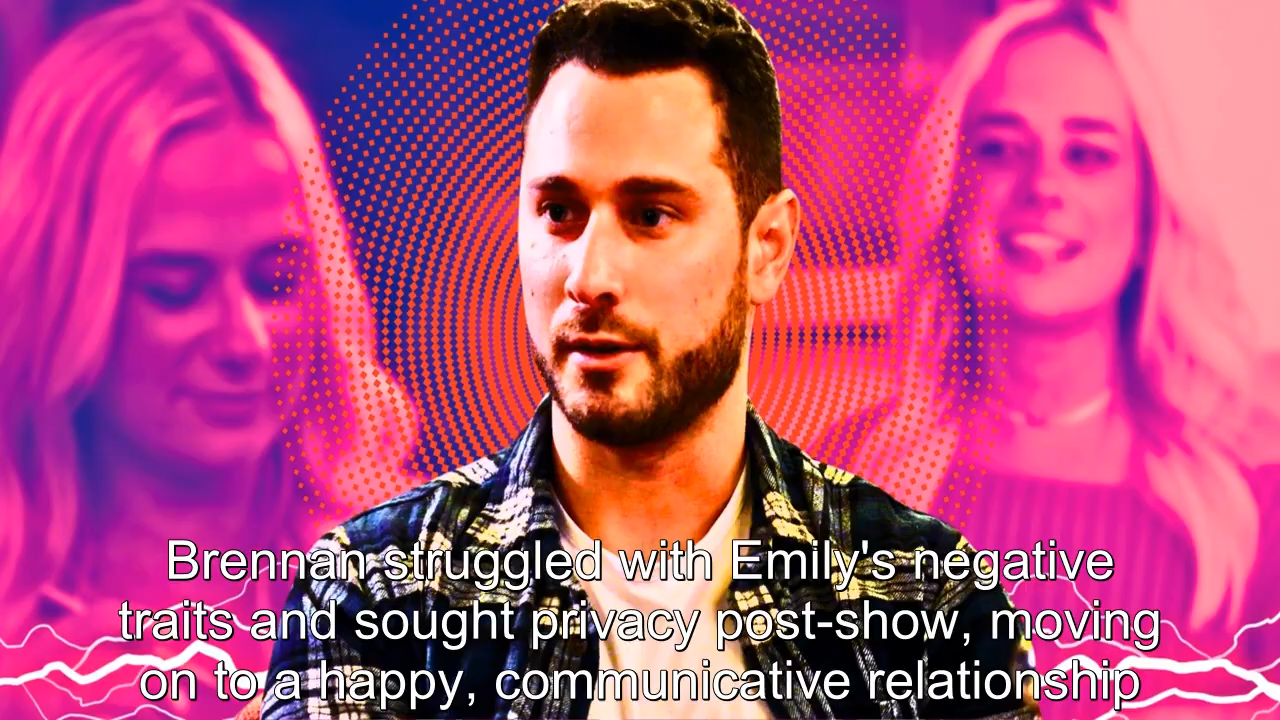 Brennan struggled with Emily's negative
traits and sought privacy post-show, moving
on to a happy, communicative relationship